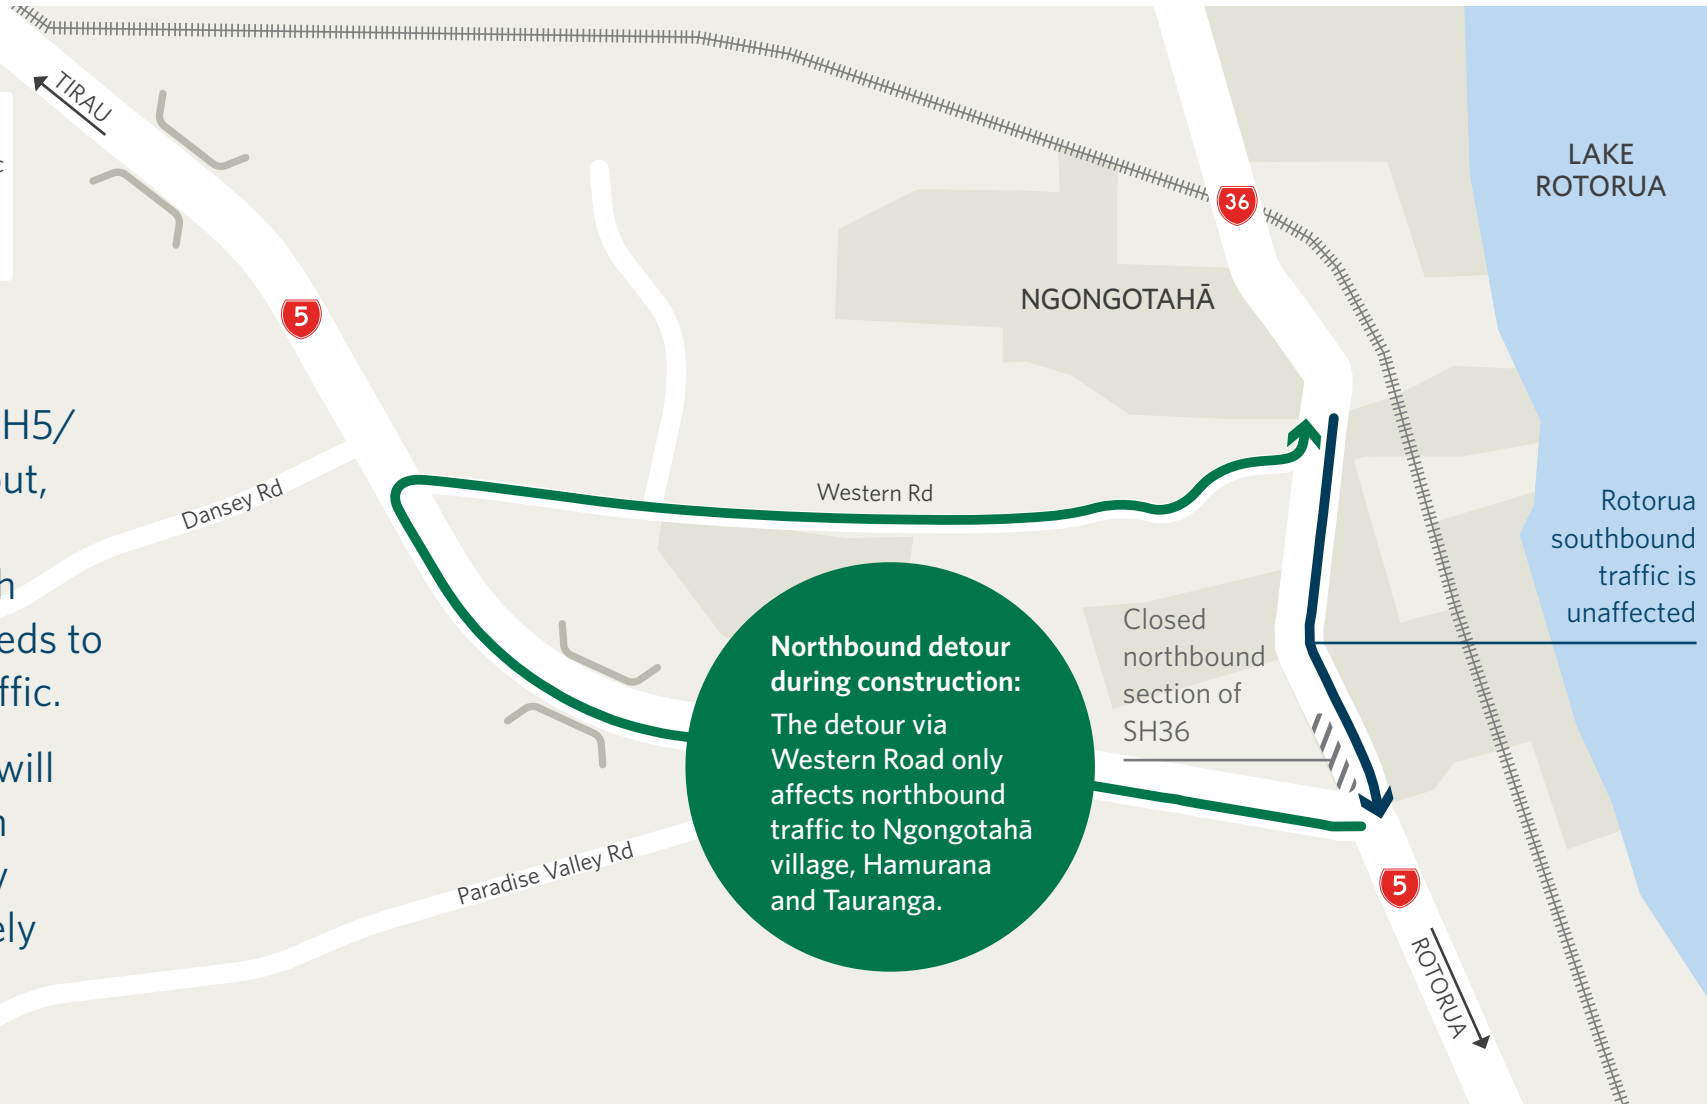 TIRAU
c
5
36
LAKE
ROTORUA
NGONGOTAHĀ
H5/
out,
h
eds to
ffic.
will
n
y
ely
Dansey Rd
Western Rd
Rotorua
southbound
traffic is
unaffected
Closed
northbound
section of
SH36
Northbound detour
during construction:
The detour via
Western Road only
affects northbound
traffic to Ngongotahā
village, Hamurana
and Tauranga.
Paradise Valley Rd
5
ROTORUA